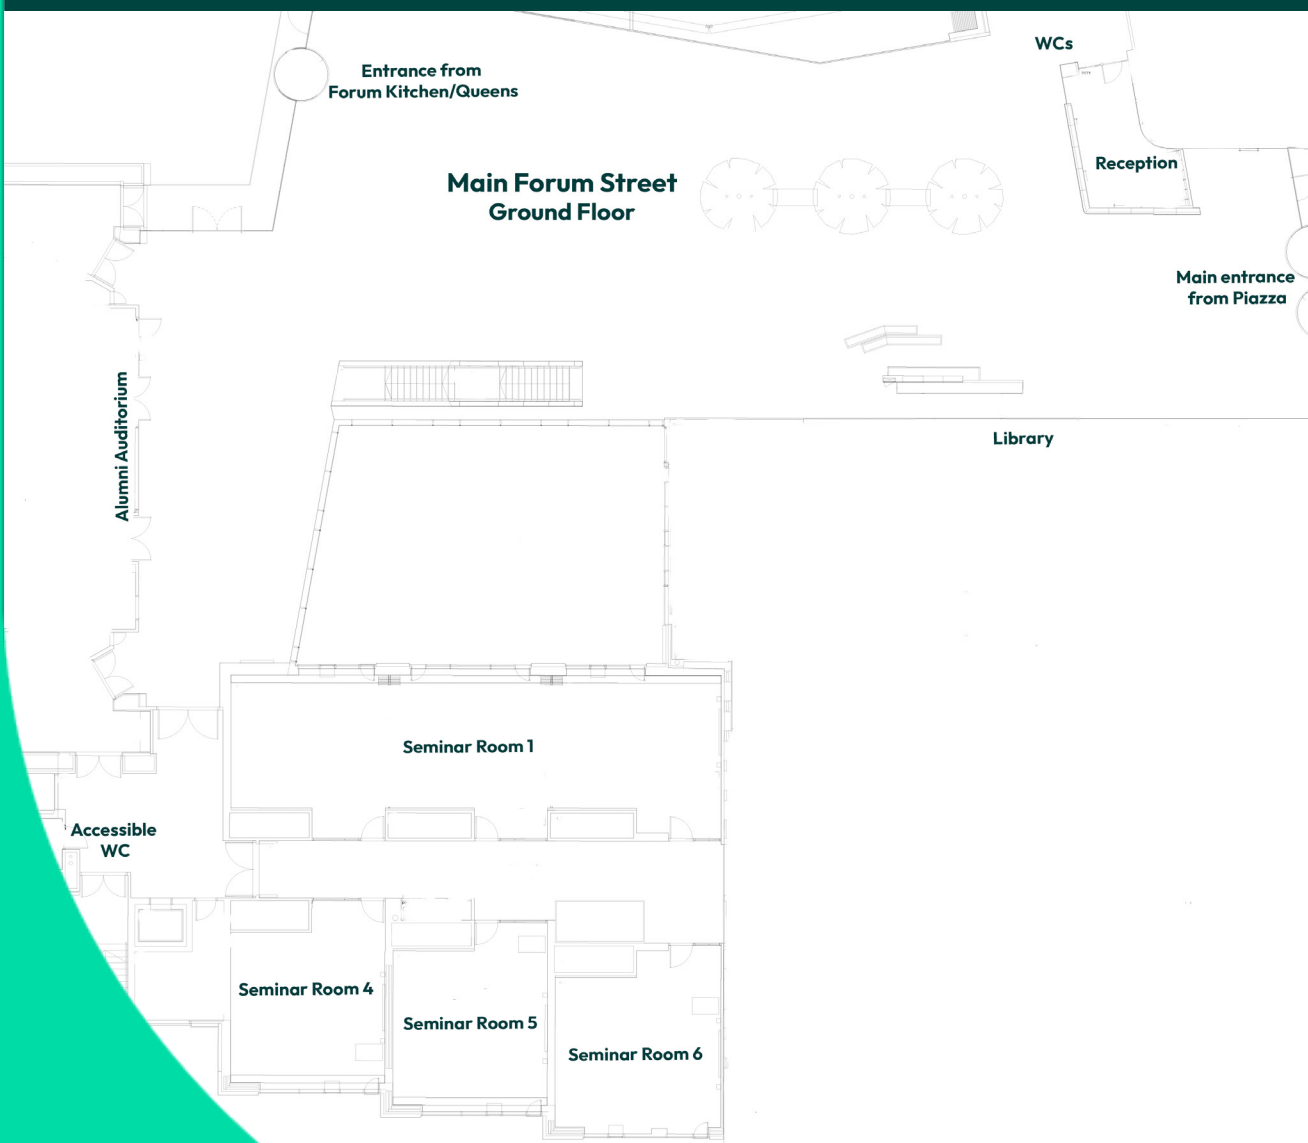 WCs
Entrance from
Forum Kitchen/Queens
Reception
Main Forum Street
Ground Floor
Main entrance
from Piazza
Alumni Auditorium
Library
Seminar Room 1
Accessible
WC
Seminar Room 4
Seminar Room 5
Seminar Room 6